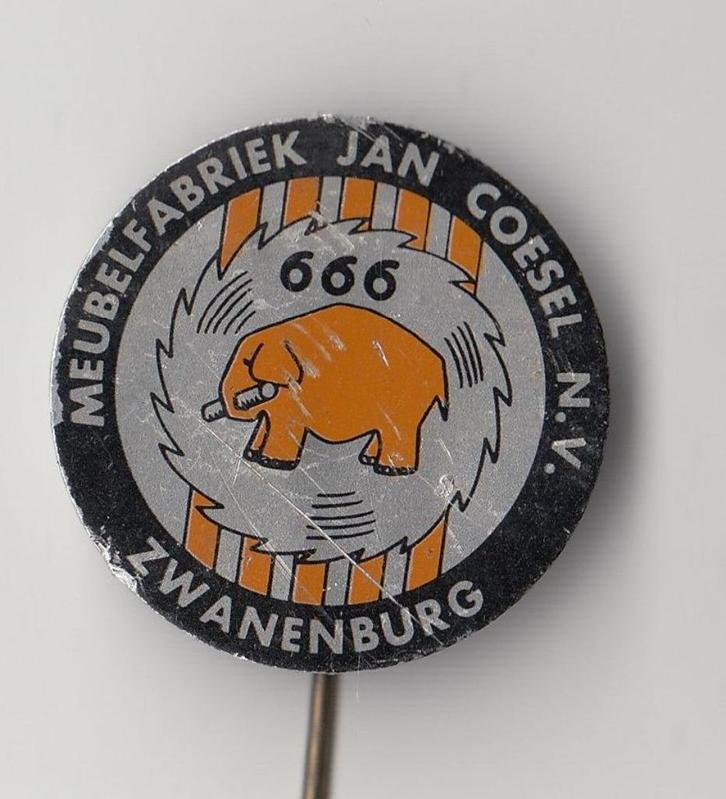 MEUBELFABRIEK JAN COESEL N.V.
666
ZWANENBURG